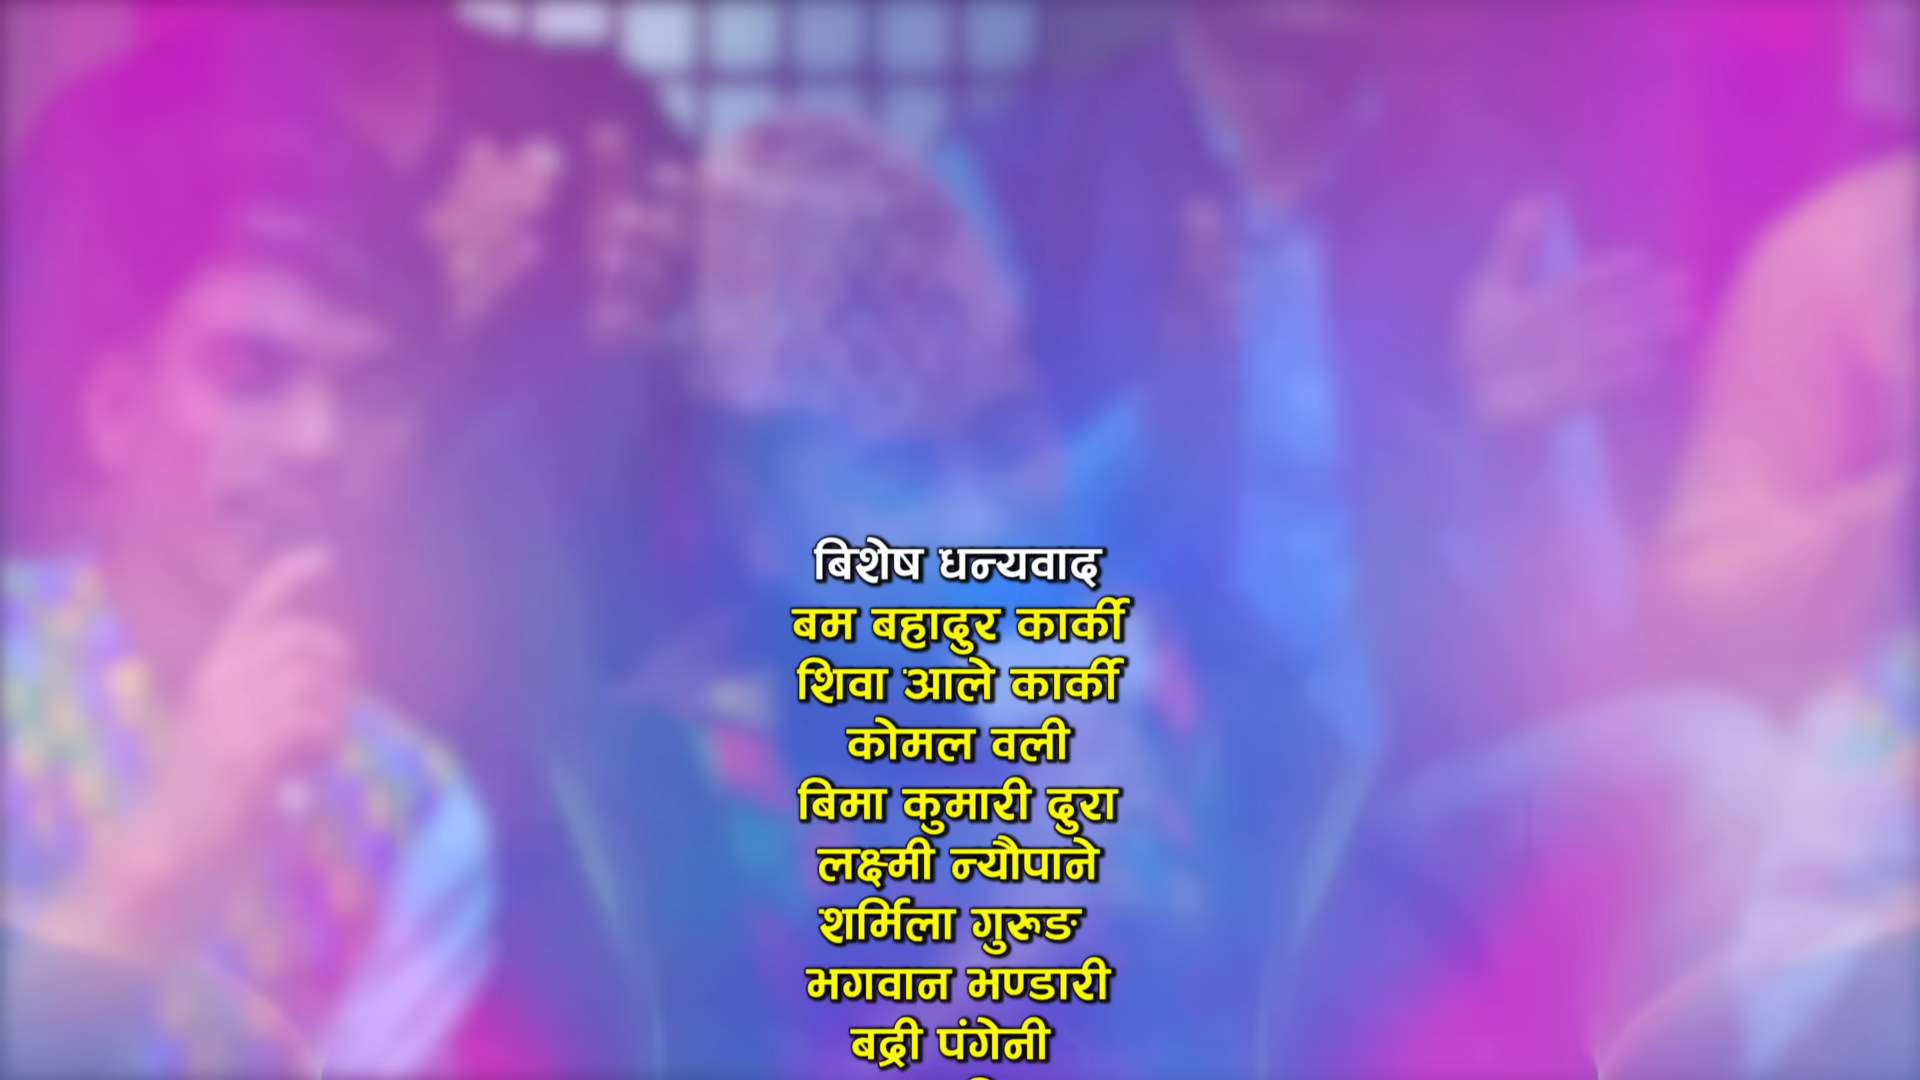 बिशेष धन्यवाद
बम बहादुर कार्की
शिवा आले कार्की
कोमल वली
बिमा कुमारी दुरा
लक्ष्मी न्यौपाने
शर्मिला गुरूङ
भगवान भण्डारी
बद्री पंगेनी